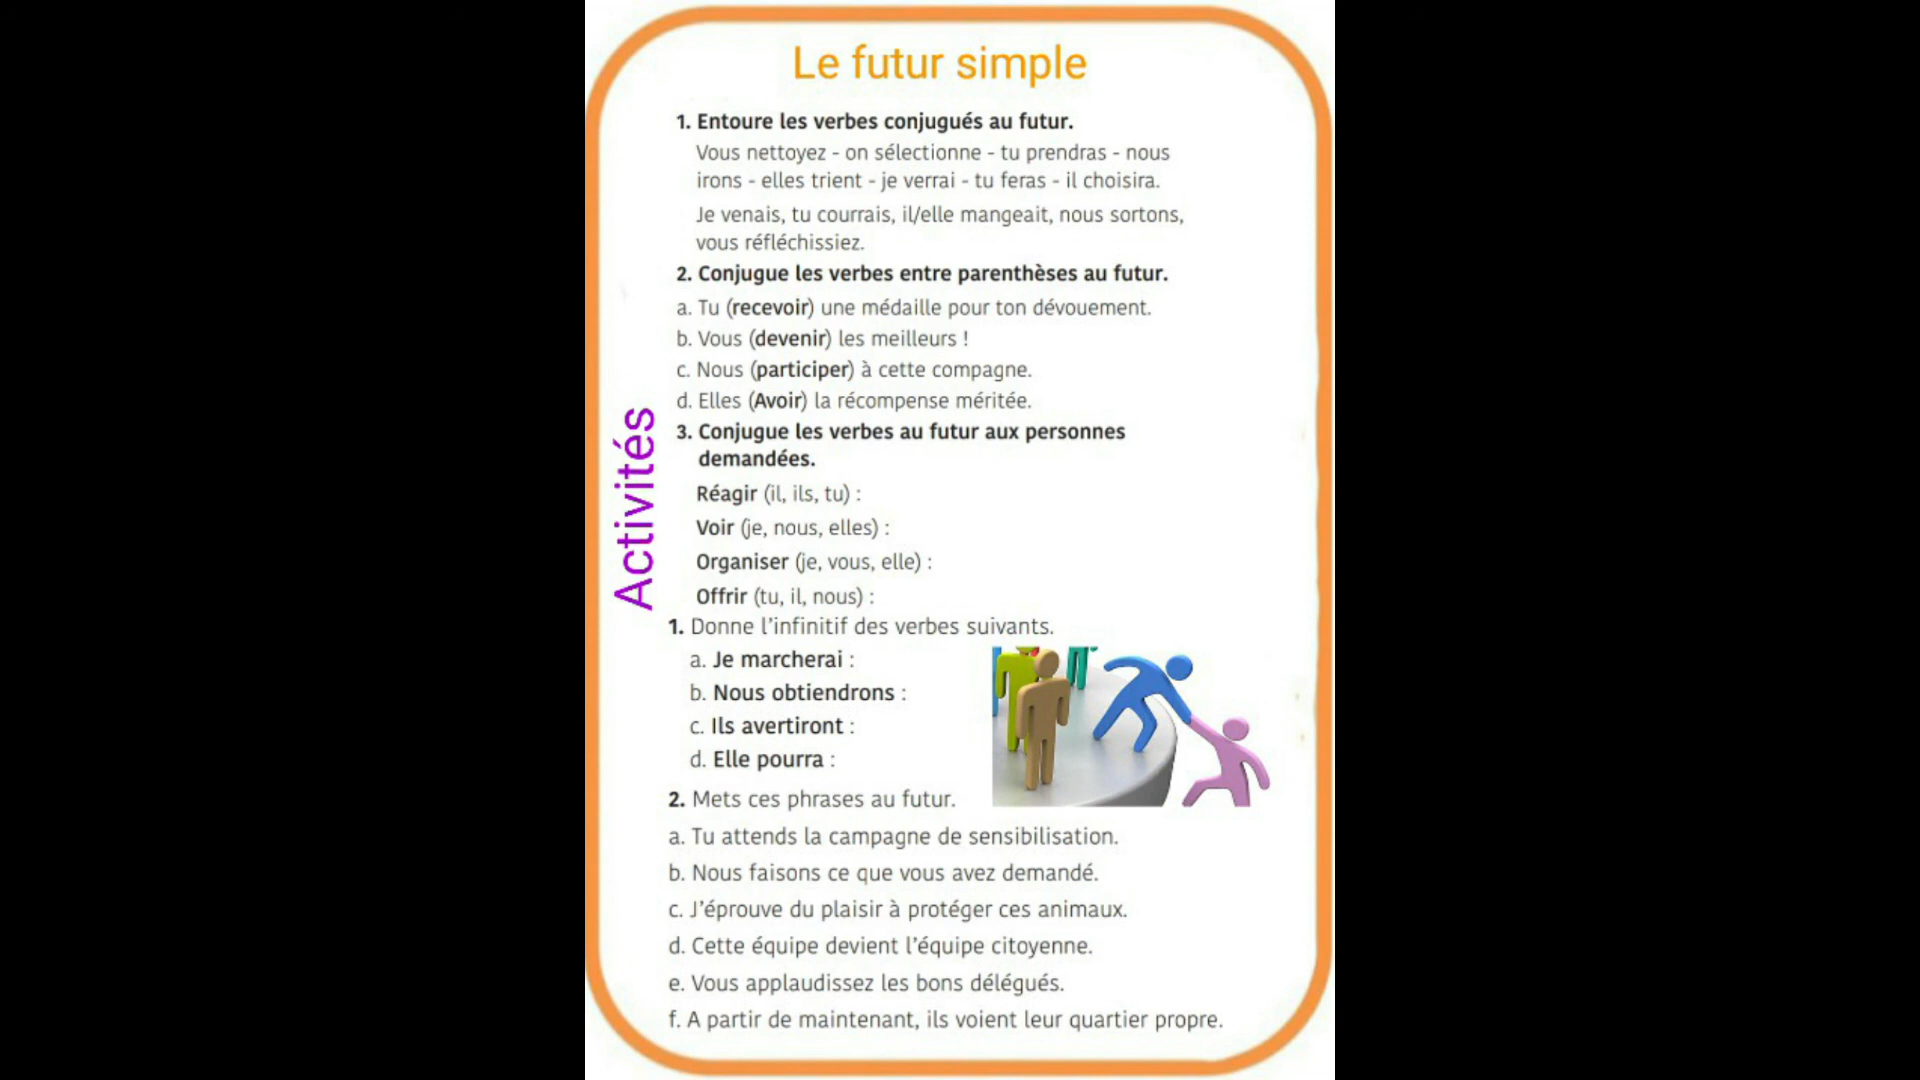 Le futur simple
1. Entoure les verbes conjugués au futur.
Vous nettoyez - on sélectionne - tu prendras - nous
irons - elles trient - je verrai - tu feras - il choisira.
Je venais, tu courrais, il/elle mangeait, nous sortons,
vous réfléchissiez.
2. Conjugue les verbes entre parenthèses au futur.
a. Tu (recevoir) une médaille pour ton dévouement.
b. Vous (devenir) les meilleurs !
c. Nous (participer) à cette compagne.
d. Elles (Avoir) la récompense méritée.
3. Conjugue les verbes au futur aux personnes
demandées.
Réagir (il, ils, tu) :
Voir (je, nous, elles) :
Organiser (je, vous, elle) :
Offrir (tu, il, nous) :
Activités
1. Donne l'infinitif des verbes suivants.
a. Je marcherai :
b. Nous obtiendrons :
c. Ils avertiront :
d. Elle pourra :
2. Mets ces phrases au futur.
a. Tu attends la campagne de sensibilisation.
b. Nous faisons ce que vous avez demandé.
c. J'éprouve du plaisir à protéger ces animaux.
d. Cette équipe devient l'équipe citoyenne.
e. Vous applaudissez les bons délégués.
f. A partir de maintenant, ils voient leur quartier propre.